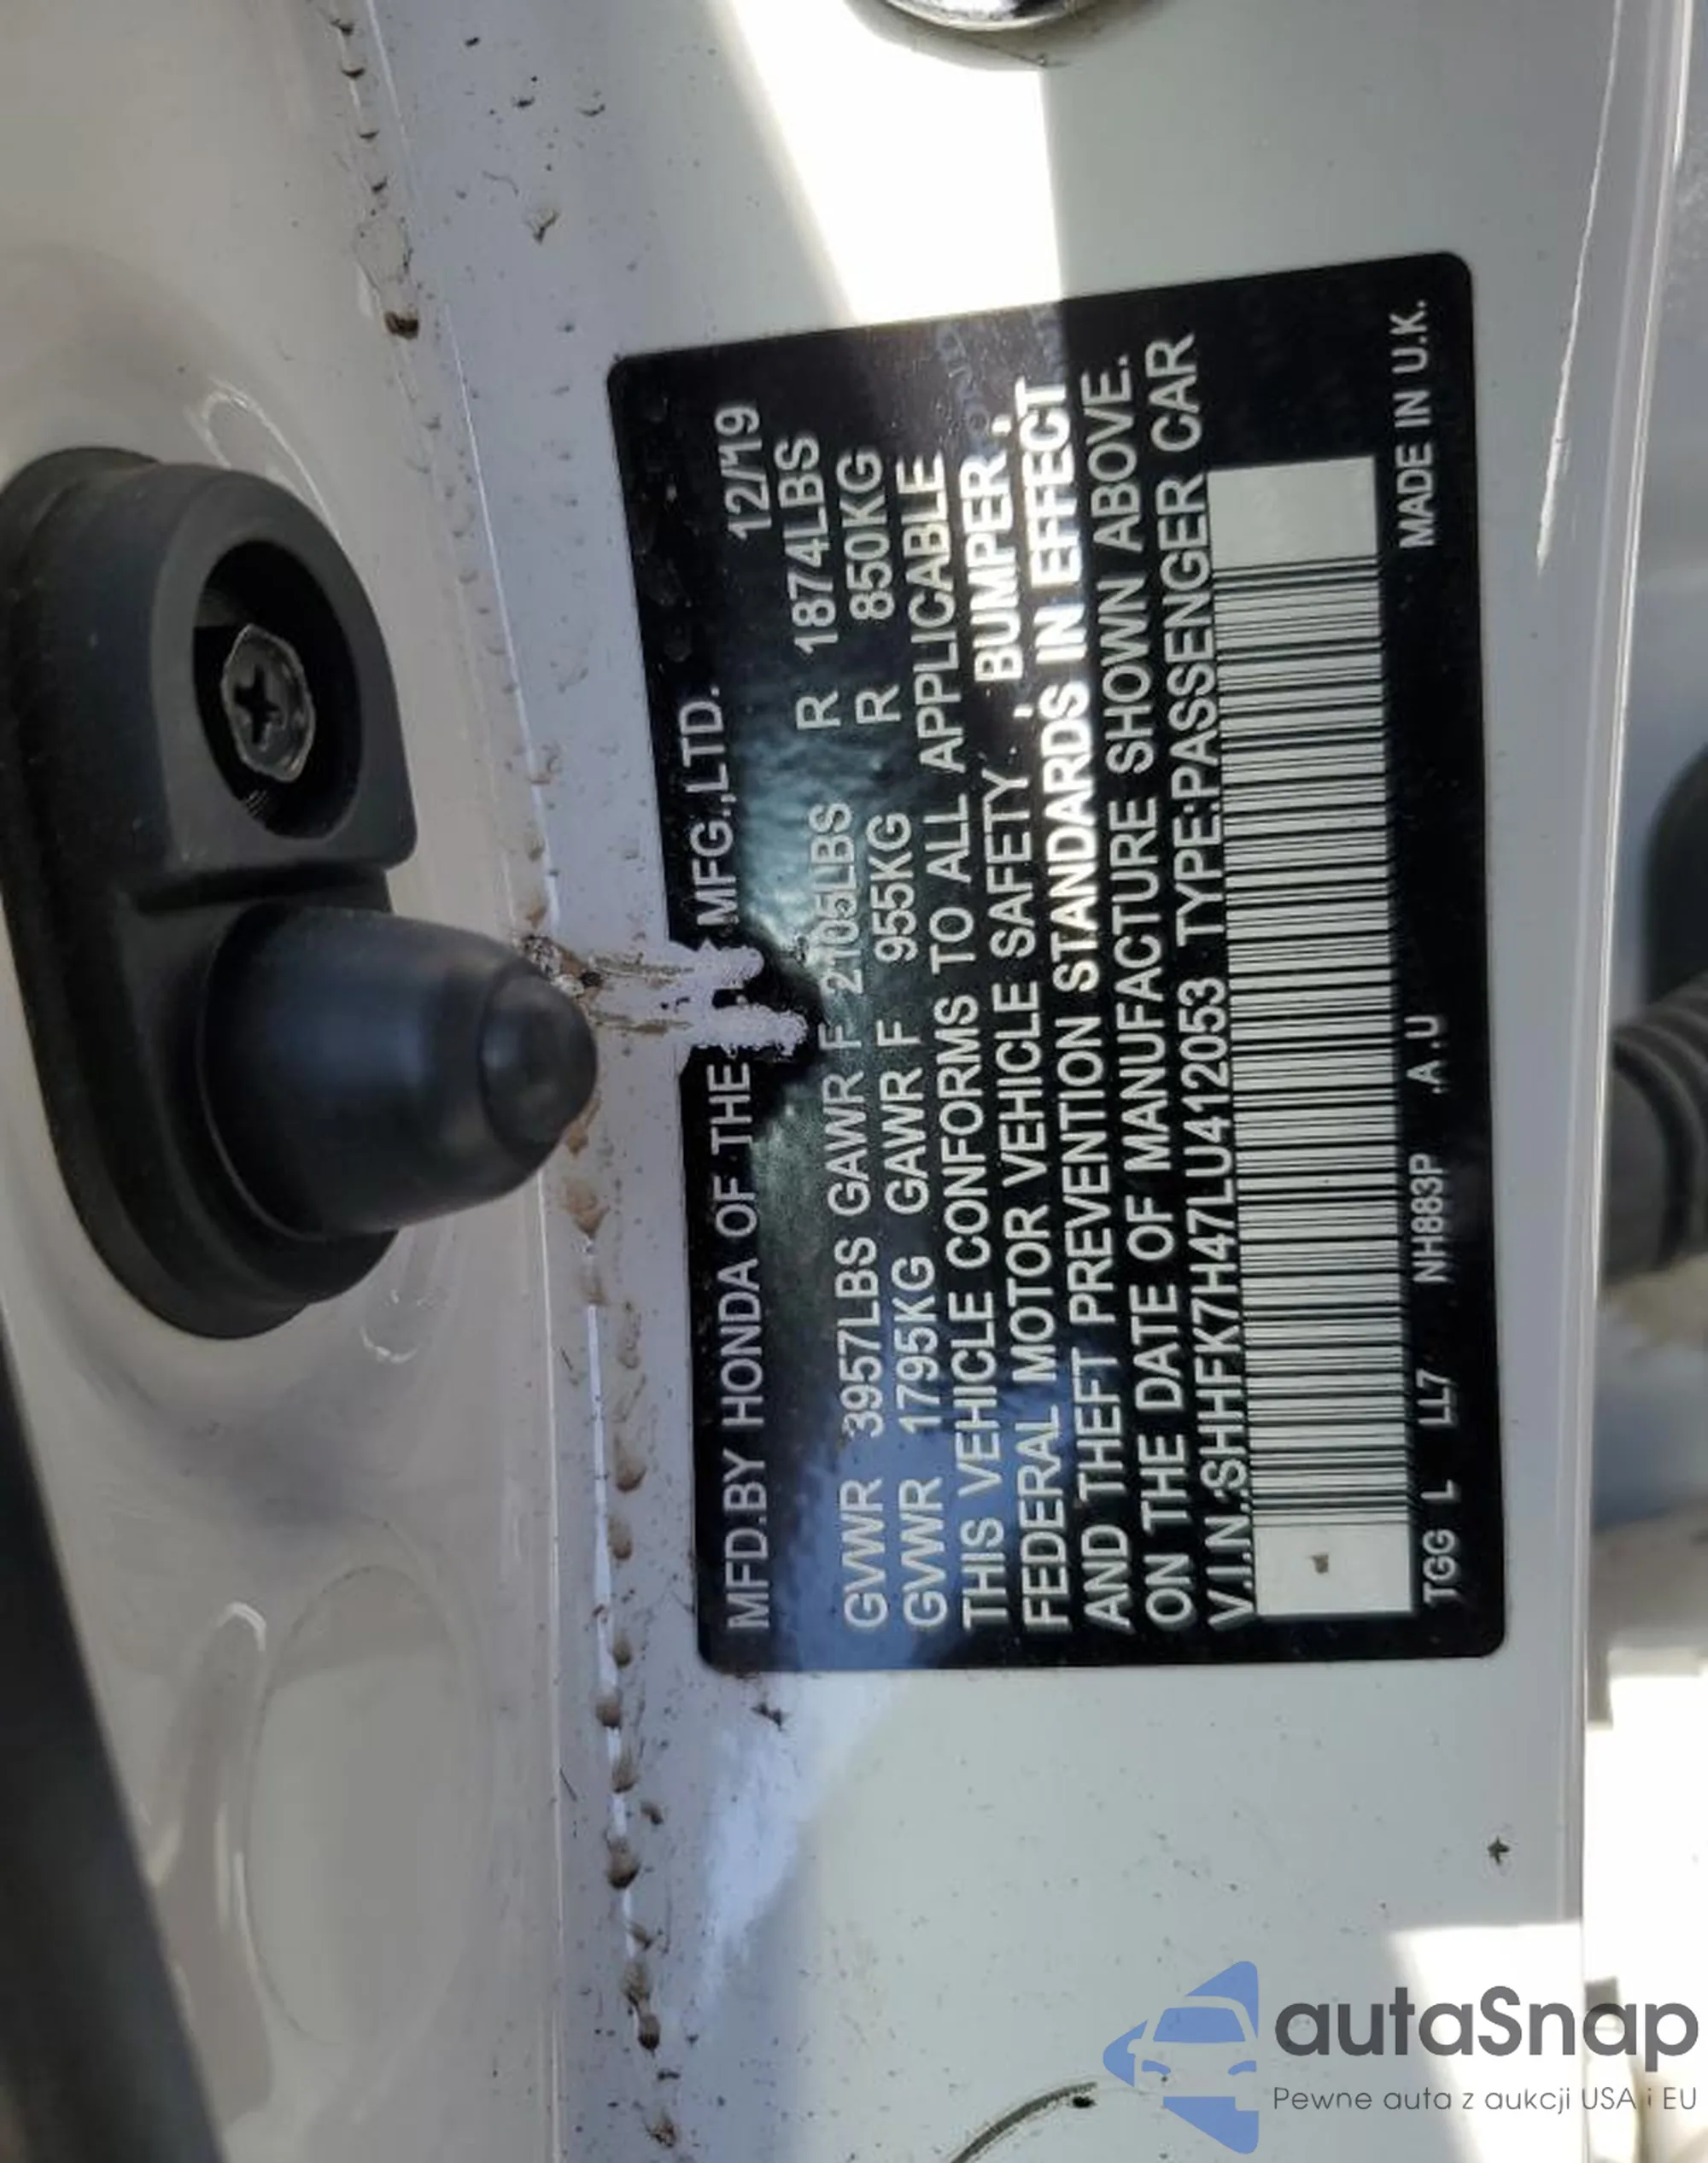 MFD.BY HONDA OF THE MFG.,LTD. 12/19
GVWR 3957LBS GAWR F 2105LBS R 1874LBS
GVWR 1795KG GAWR F 955KG R 850KG
THIS VEHICLE CONFORMS TO ALL APPLICABLE
FEDERAL MOTOR VEHICLE SAFETY , BUMPER ,
AND THEFT PREVENTION STANDARDS IN EFFECT
ON THE DATE OF MANUFACTURE SHOWN ABOVE.
V.I.N.:SHHFK7H47LU412053 TYPE:PASSENGER CAR
TGG L LL7 NH883P A.U MADE IN U.K.
autaSnap
Pewne auta z aukcji USA i EU